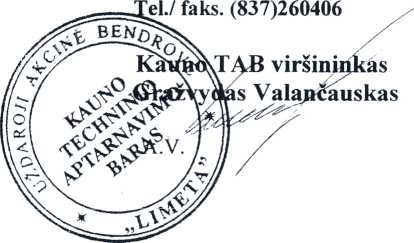 Tel./ faks. (837)260406
Kauno TAB viršininkas
Gražvydas Valančauskas
A.V.
UŽDAROJI AKCINĖ BENDROVĖ
„LIMETA”
KAUNO
TECHNINIO
APTARNAVIMO
BARAS